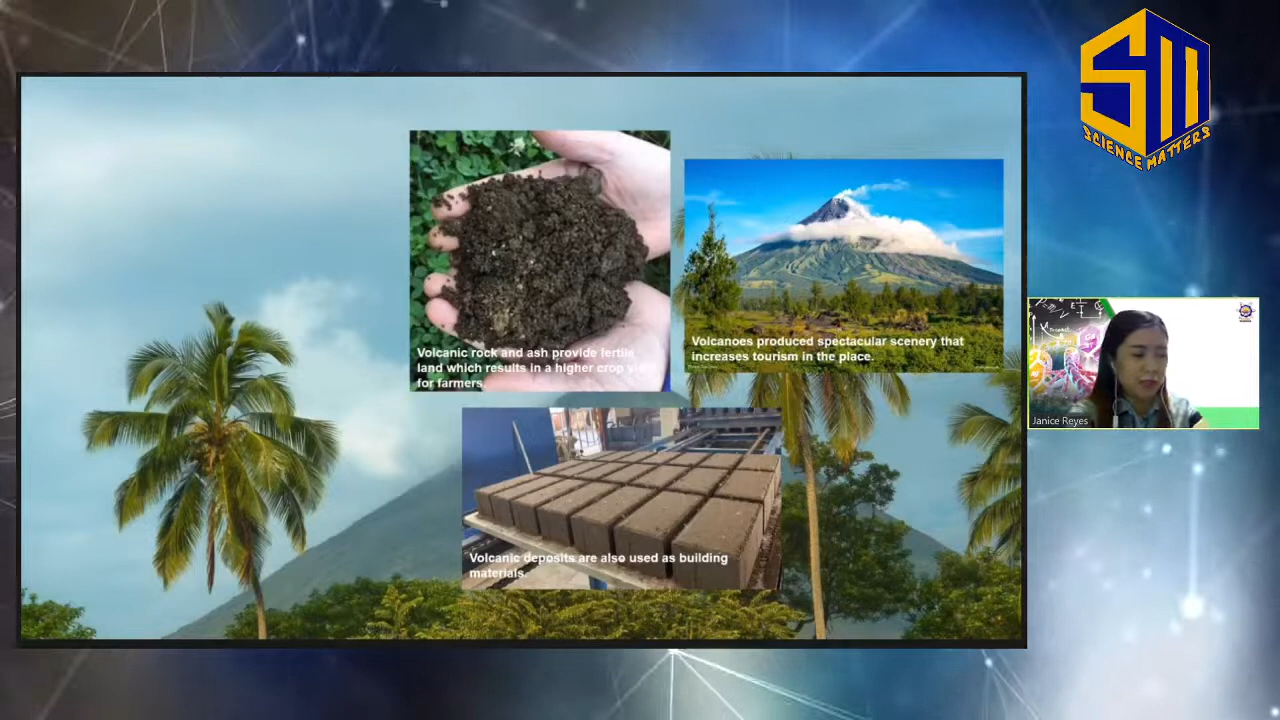 SM
SCIENCE MATTERS
Volcanic rock and ash provide fertile
land which results in a higher crop
for farmers.
Volcanoes produced spectacular scenery that
increases tourism in the place.
Volcanic deposits are also used as building
materials.
Janice Reyes